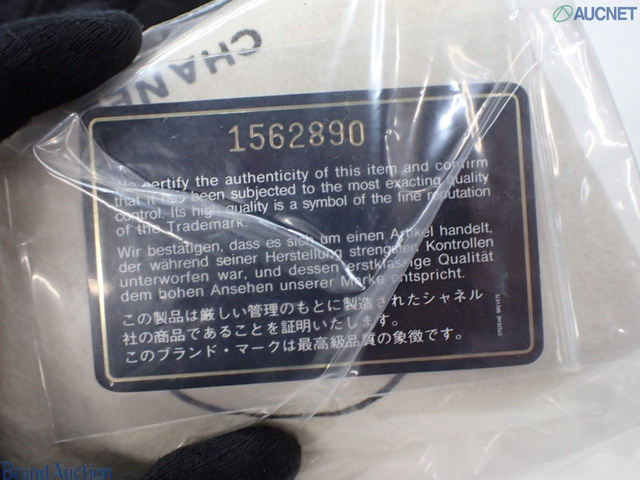 AUCNET
CHANEL
1562890
We certify the authenticity of this item and confirm
that it has been subjected to the most exacting quality
control. Its high quality is a symbol of the fine reputation
of the Trademark.
Wir bestätigen, dass es sich um einen Artikel handelt,
der während seiner Herstellung strengsten Kontrollen
unterworfen war, und dessen erstklassige Qualität
dem hohen Ansehen unserer Marke entspricht.
この製品は厳しい管理のもとに製造されたシャネル
社の商品であることを証明いたします。
このブランド・マークは最高級品質の象徴です。
SYSTEME BREVETE
Brand Auction